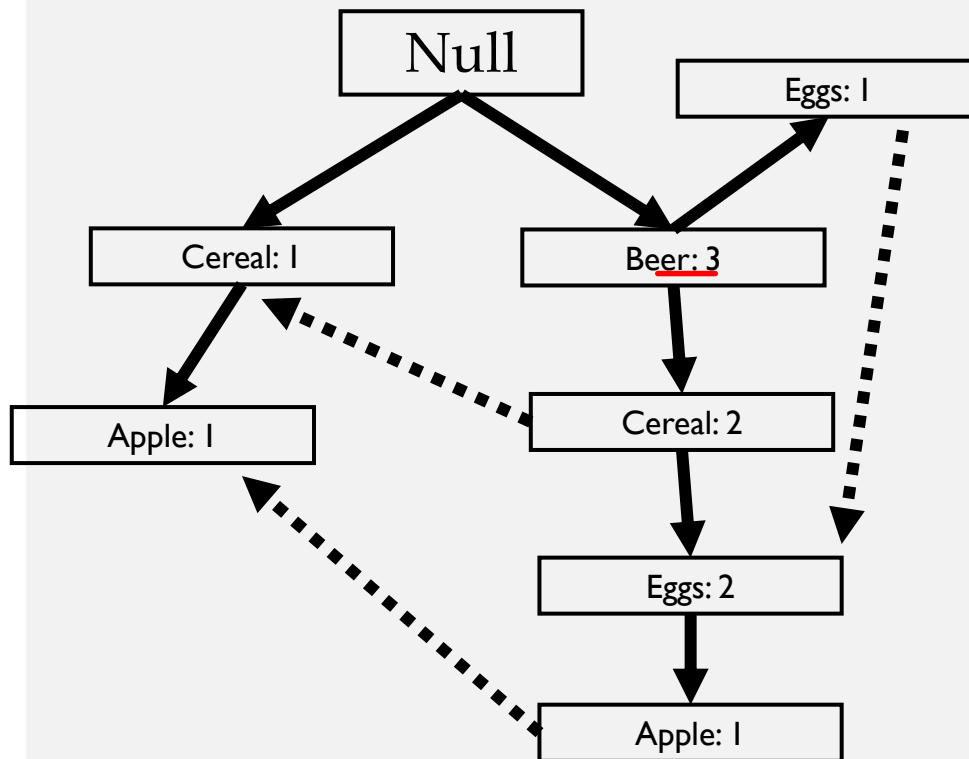 Null
Eggs: 1
Cereal: 1
Beer: 3
Apple: 1
Cereal: 2
Eggs: 2
Apple: 1